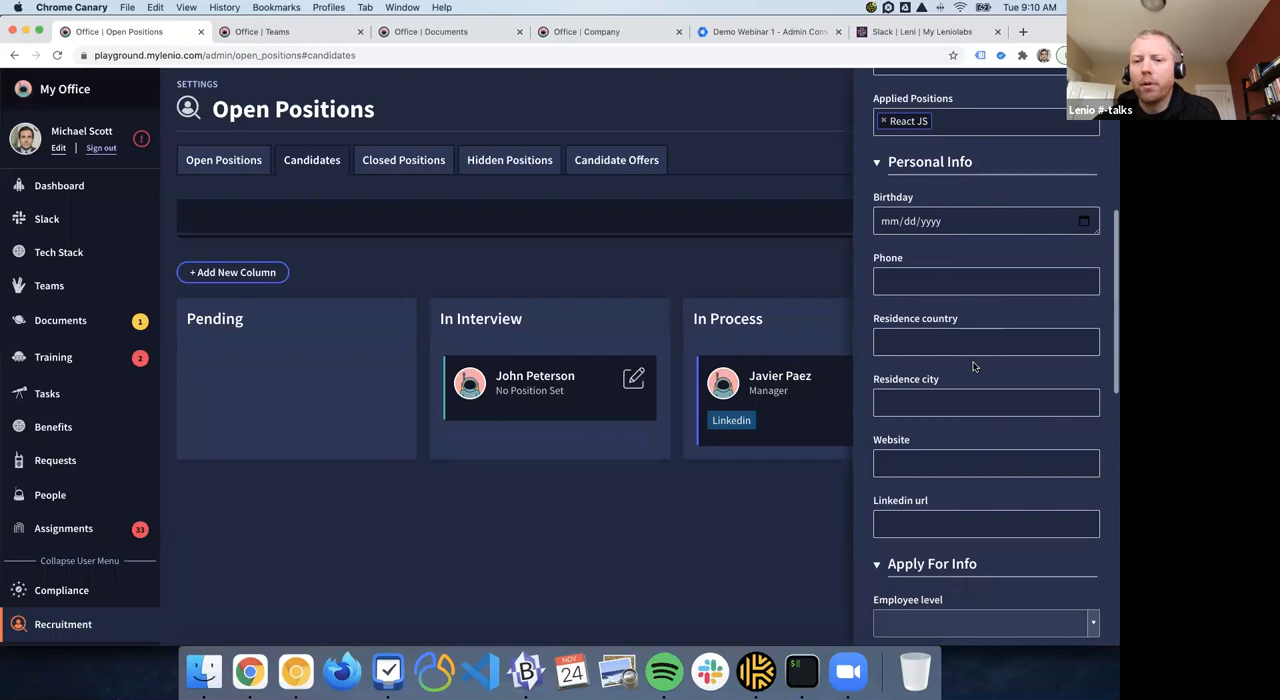 Chrome Canary File Edit View History Bookmarks Profiles Tab Window Help
Tue 9:10 AM
Office | Open Positions
Office | Teams
Office | Documents
Office | Company
Demo Webinar 1 - Admin Con
Slack | Leni | My Leniolabs
playground.mylenio.com/admin/open_positions#candidates
Lenio #-talks
My Office
Michael Scott
Edit | Sign out
Dashboard
Slack
Tech Stack
Teams
Documents 1
Training 2
Tasks
Benefits
Requests
People
Assignments 33
Collapse User Menu
Compliance
Recruitment
SETTINGS
Open Positions
Open Positions
Candidates
Closed Positions
Hidden Positions
Candidate Offers
+ Add New Column
Pending
In Interview
John Peterson
No Position Set
In Process
Javier Paez
Manager
Linkedin
Applied Positions
× React JS
Personal Info
Birthday
mm/dd/yyyy
Phone
Residence country
Residence city
Website
Linkedin url
Apply For Info
Employee level
NOV
24
$